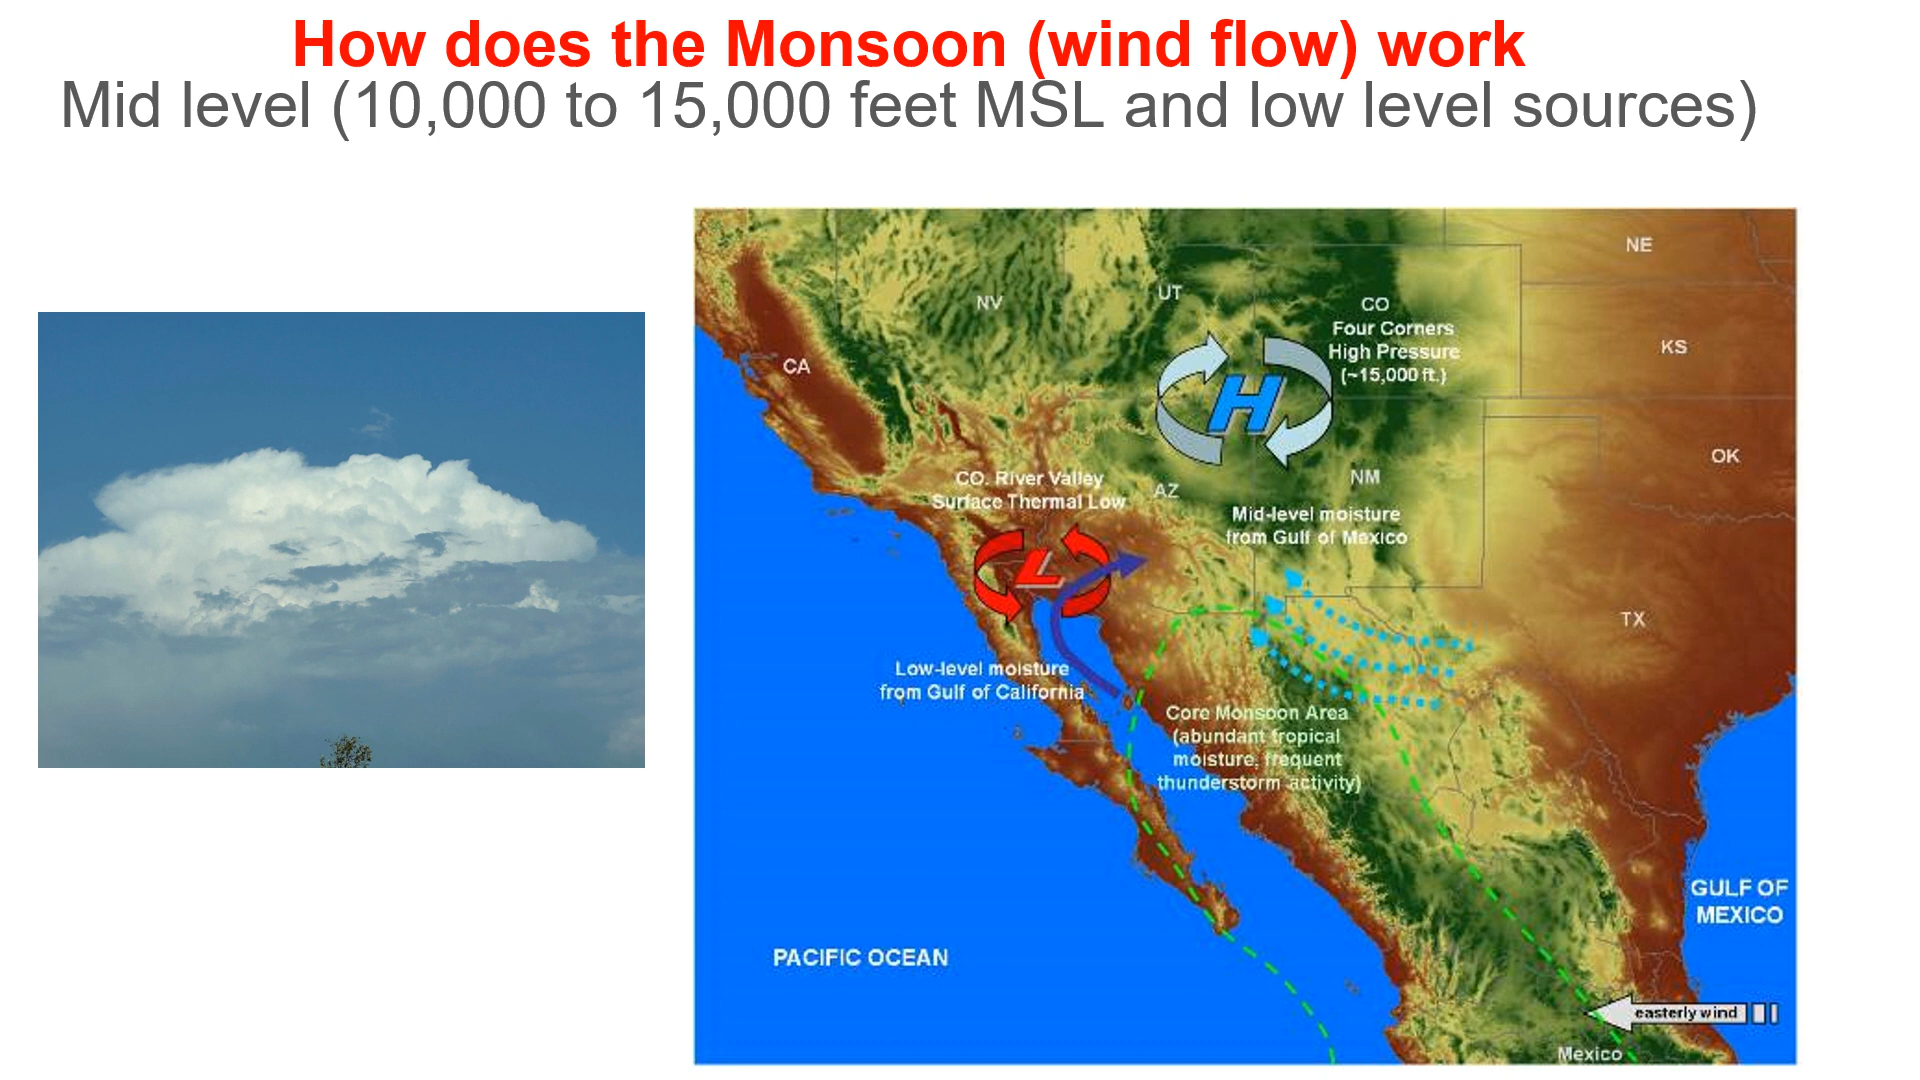 How does the Monsoon (wind flow) work
Mid level (10,000 to 15,000 feet MSL and low level sources)
NE
NV
UT
CO
Four Corners
High Pressure
(~15,000 ft.)
KS
CA
H
OK
CO. River Valley
Surface Thermal Low
AZ
NM
Mid-level moisture
from Gulf of Mexico
L
TX
Low-level moisture
from Gulf of California
Core Monsoon Area
(abundant tropical
moisture, frequent
thunderstorm activity)
GULF OF
MEXICO
PACIFIC OCEAN
easterly wind
Mexico